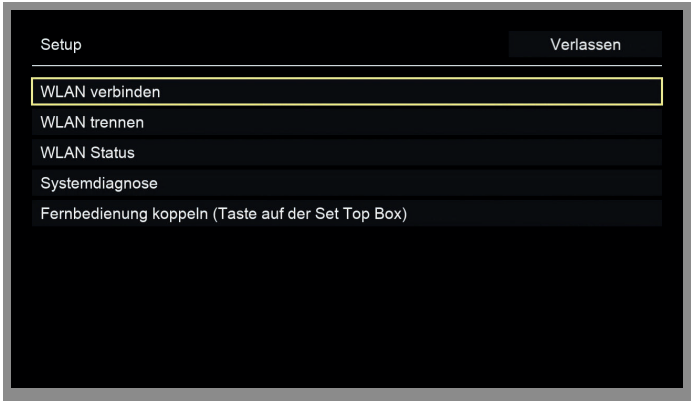 Setup
Verlassen
WLAN verbinden
WLAN trennen
WLAN Status
Systemdiagnose
Fernbedienung koppeln (Taste auf der Set Top Box)